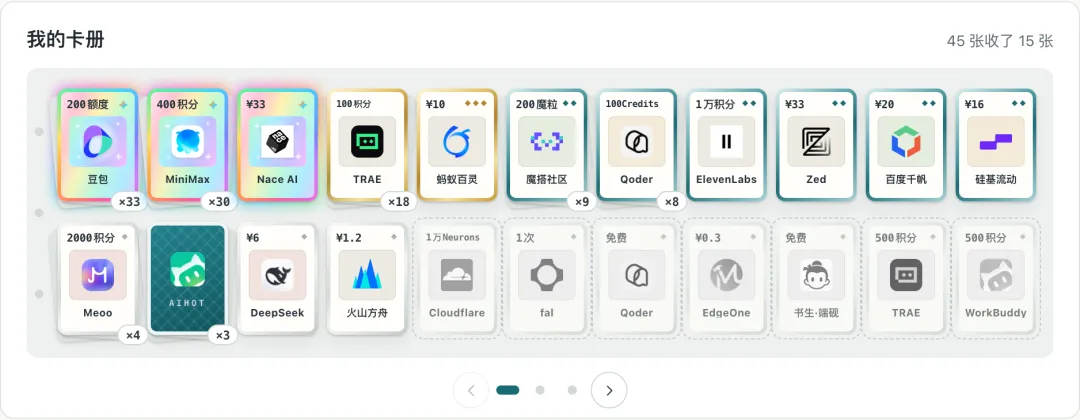 我的卡册
45 张收了 15 张
200额度
豆包
×33
400积分
MiniMax
×30
¥33
Nace AI
100积分
TRAE
×18
¥10
蚂蚁百灵
200魔粒
魔搭社区
×9
100Credits
Qoder
×8
1万积分
ElevenLabs
¥33
Zed
¥20
百度千帆
¥16
硅基流动
2000积分
Meoo
×4
AIHOT
×3
¥6
DeepSeek
¥1.2
火山方舟
1万Neurons
Cloudflare
1次
fal
免费
Qoder
¥0.3
EdgeOne
免费
书生·端砚
500积分
TRAE
500积分
WorkBuddy